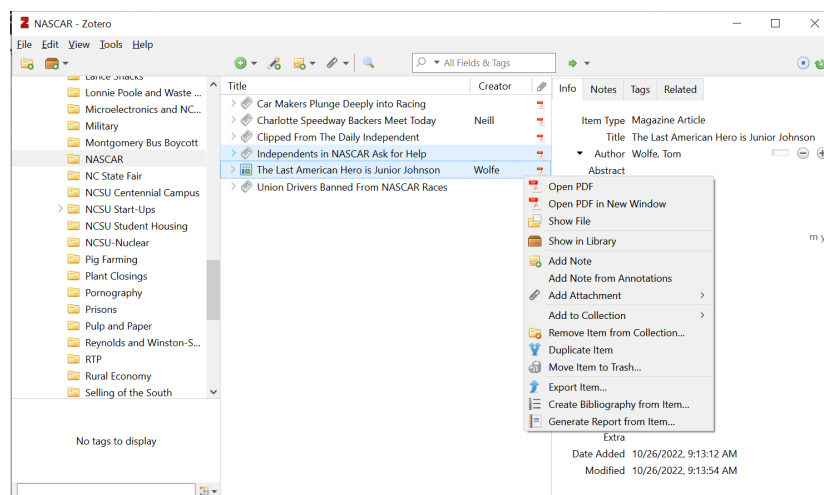 NASCAR - Zotero
File Edit View Tools Help
All Fields & Tags
Lance Snacks
Lonnie Poole and Waste ...
Microelectronics and NC...
Military
Montgomery Bus Boycott
NASCAR
NC State Fair
NCSU Centennial Campus
NCSU Start-Ups
NCSU Student Housing
NCSU-Nuclear
Pig Farming
Plant Closings
Pornography
Prisons
Pulp and Paper
Reynolds and Winston-S...
RTP
Rural Economy
Selling of the South
No tags to display
Title Creator
Car Makers Plunge Deeply into Racing
Charlotte Speedway Backers Meet Today Neill
Clipped From The Daily Independent
Independents in NASCAR Ask for Help
The Last American Hero is Junior Johnson Wolfe
Union Drivers Banned From NASCAR Races
Open PDF
Open PDF in New Window
Show File
Show in Library
Add Note
Add Note from Annotations
Add Attachment
Add to Collection
Remove Item from Collection...
Duplicate Item
Move Item to Trash...
Export Item...
Create Bibliography from Item...
Generate Report from Item...
Info Notes Tags Related
Item Type Magazine Article
Title The Last American Hero is Junior Johnson
Author Wolfe, Tom
Abstract
m y
Extra
Date Added 10/26/2022, 9:13:12 AM
Modified 10/26/2022, 9:13:54 AM